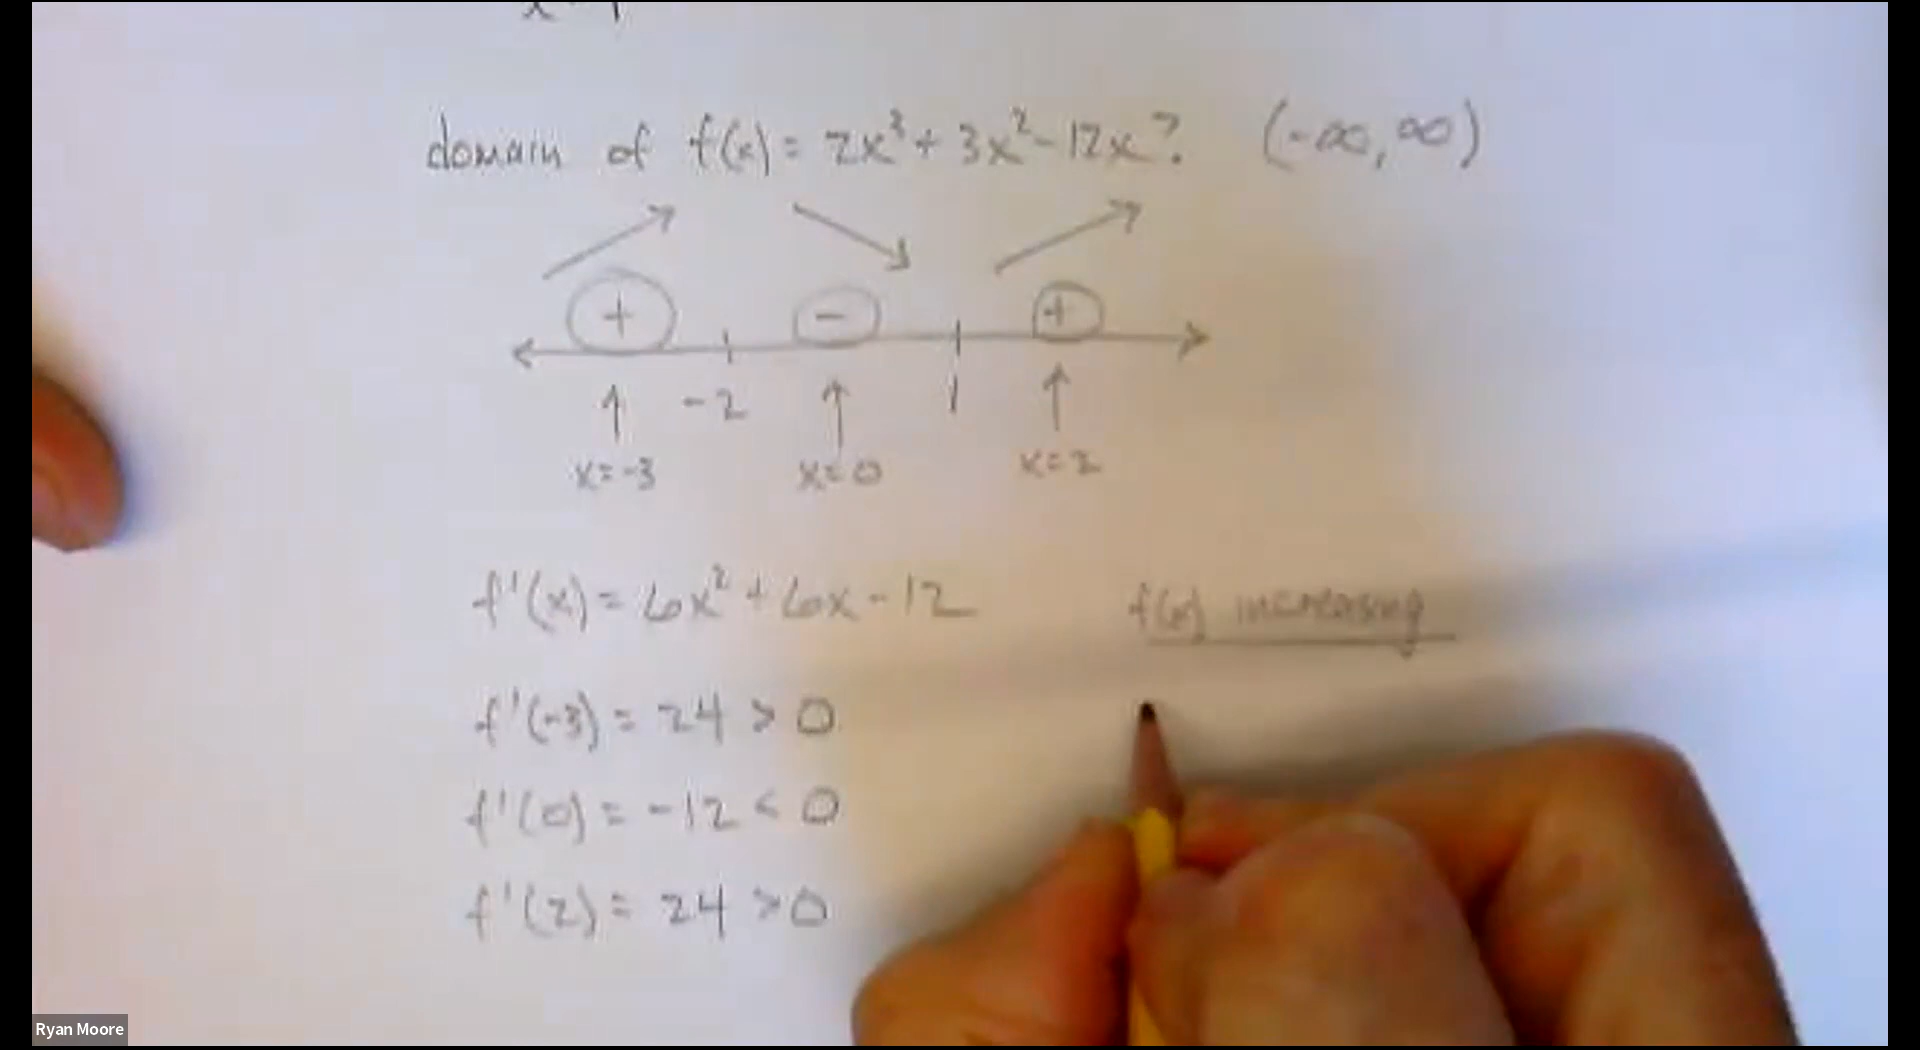 domain of f(x) = 2x³ + 3x² - 12x? (-∞, ∞)
+ - +
-2 1
x=-3 x=0 x=2
f'(x) = 6x² + 6x - 12
f(x) increasing
f'(-3) = 24 > 0
f'(0) = -12 < 0
f'(2) = 24 > 0
Ryan Moore